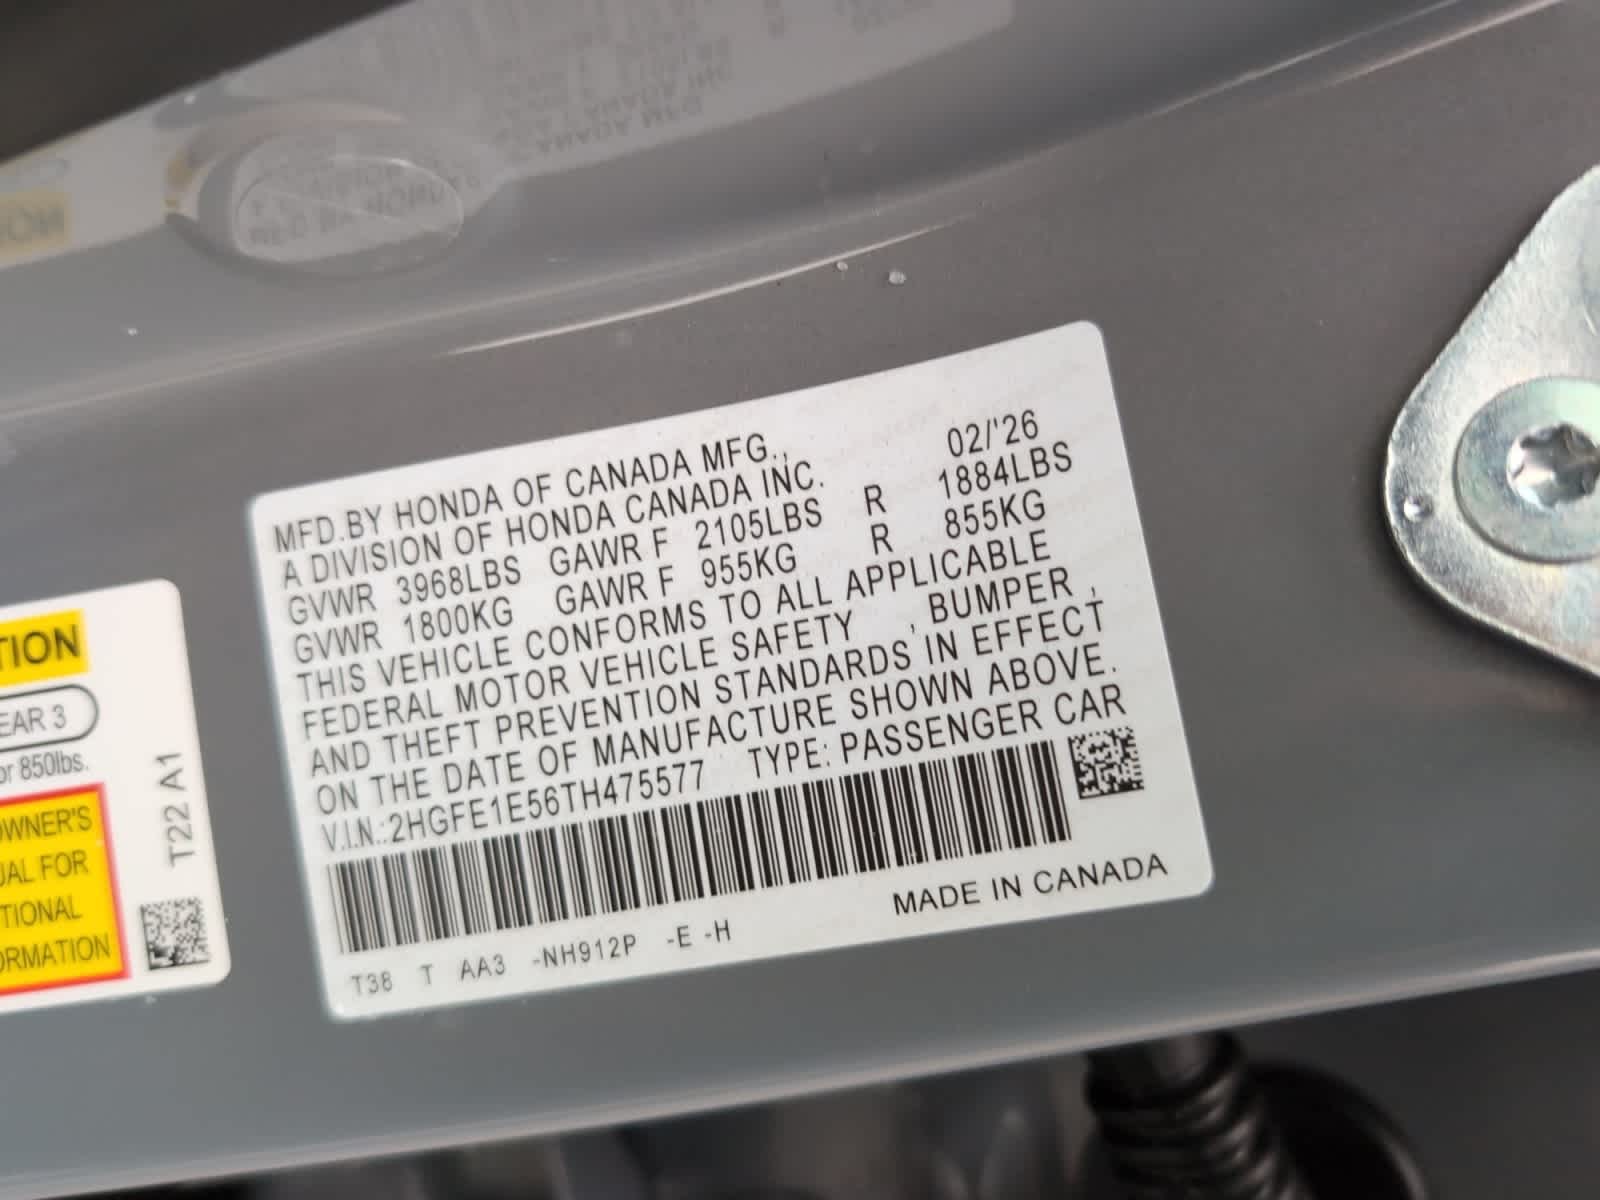 MFD.BY HONDA OF CANADA MFG.,
A DIVISION OF HONDA CANADA INC. 02/'26
GVWR 3968LBS GAWR F 2105LBS R 1884LBS
GVWR 1800KG GAWR F 955KG R 855KG
THIS VEHICLE CONFORMS TO ALL APPLICABLE
FEDERAL MOTOR VEHICLE SAFETY , BUMPER ,
AND THEFT PREVENTION STANDARDS IN EFFECT
ON THE DATE OF MANUFACTURE SHOWN ABOVE.
V.I.N.:2HGFE1E56TH475577 TYPE: PASSENGER CAR
MADE IN CANADA
T38 T AA3 -NH912P -E -H
TION
EAR 3
or 850lbs.
OWNER'S
UAL FOR
TIONAL
ORMATION
T22 A1